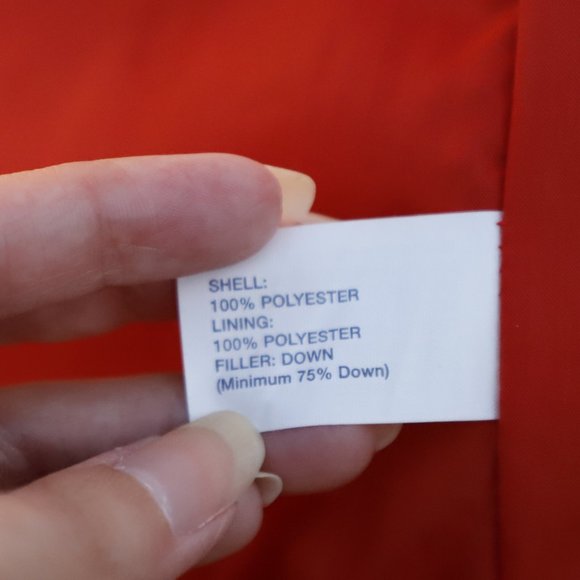 SHELL:
100% POLYESTER
LINING:
100% POLYESTER
FILLER: DOWN
(Minimum 75% Down)